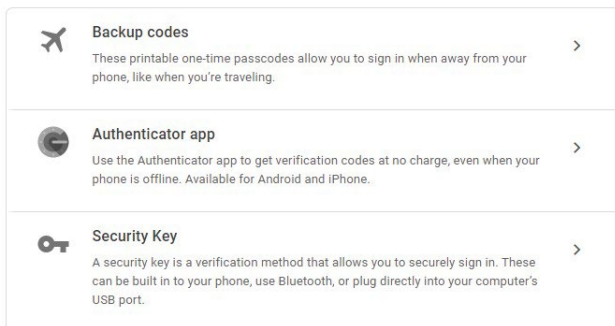 Backup codes
These printable one-time passcodes allow you to sign in when away from your
phone, like when you're traveling.
Authenticator app
Use the Authenticator app to get verification codes at no charge, even when your
phone is offline. Available for Android and iPhone.
Security Key
A security key is a verification method that allows you to securely sign in. These
can be built in to your phone, use Bluetooth, or plug directly into your computer's
USB port.